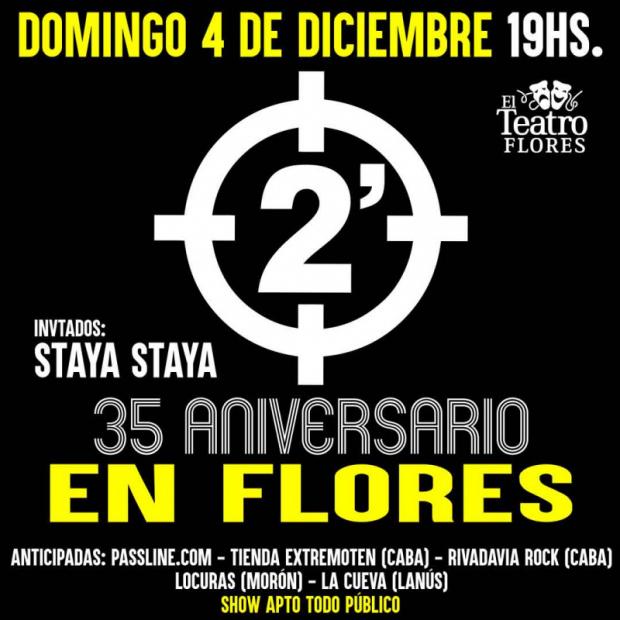 DOMINGO 4 DE DICIEMBRE 19HS.
El
Teatro
FLORES
2'
INVTADOS:
STAYA STAYA
35 ANIVERSARIO
EN FLORES
ANTICIPADAS: PASSLINE.COM - TIENDA EXTREMOTEN (CABA) - RIVADAVIA ROCK (CABA)
LOCURAS (MORÓN) - LA CUEVA (LANÚS)
SHOW APTO TODO PÚBLICO